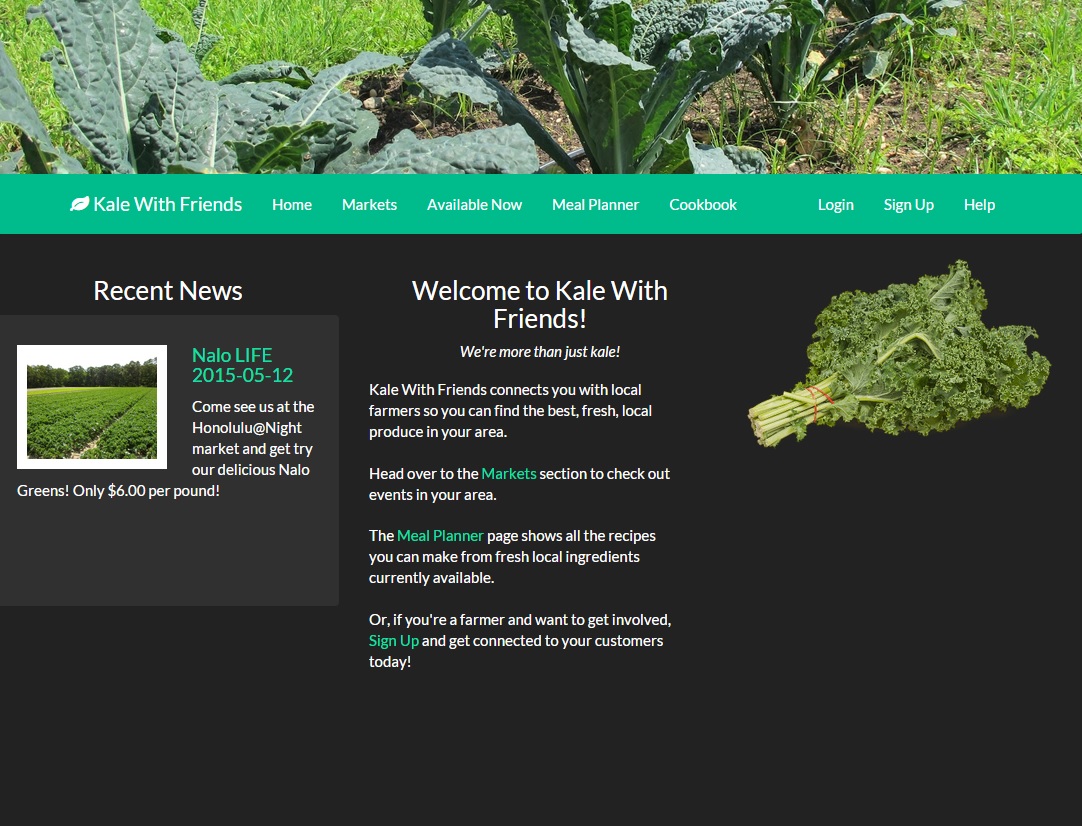 Kale With Friends Home Markets Available Now Meal Planner Cookbook Login Sign Up Help
Recent News
Nalo LIFE
2015-05-12
Come see us at the
Honolulu@Night
market and get try
our delicious Nalo
Greens! Only $6.00 per pound!
Welcome to Kale With
Friends!
We're more than just kale!
Kale With Friends connects you with local
farmers so you can find the best, fresh, local
produce in your area.
Head over to the Markets section to check out
events in your area.
The Meal Planner page shows all the recipes
you can make from fresh local ingredients
currently available.
Or, if you're a farmer and want to get involved,
Sign Up and get connected to your customers
today!